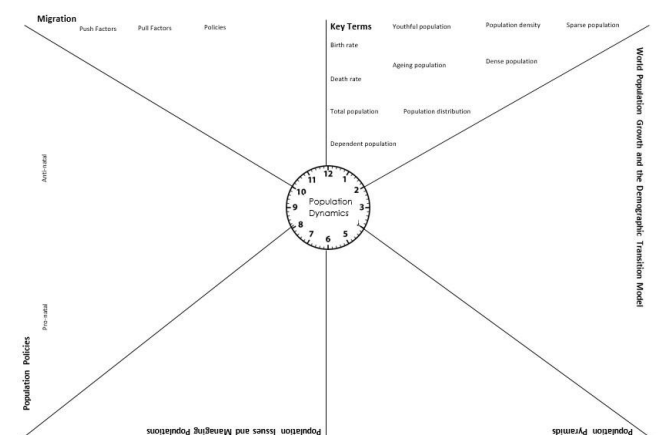 Migration
Push Factors
Pull Factors
Policies
Key Terms
Youthful population
Population density
Sparse population
Birth rate
Ageing population
Dense population
Death rate
Total population
Population distribution
Dependent population
World Population Growth and the Demographic Transition Model
Anti-natal
Pro-natal
Population Policies
12
1
2
3
5
6
7
8
9
10
11
Population
Dynamics
Population Issues and Managing Populations
Population Pyramids